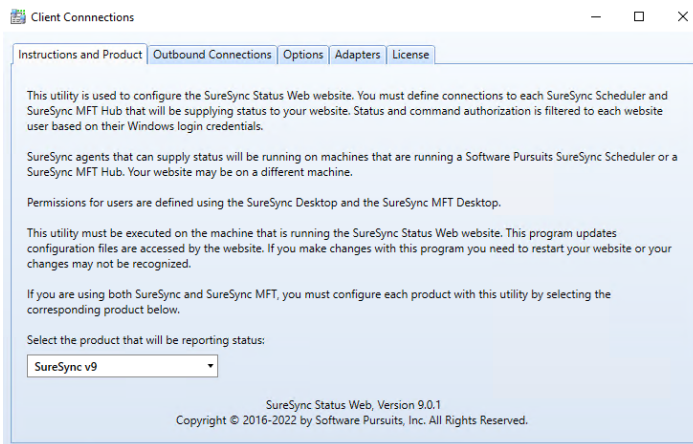 Client Connnections
Instructions and Product
Outbound Connections
Options
Adapters
License
This utility is used to configure the SureSync Status Web website. You must define connections to each SureSync Scheduler and
SureSync MFT Hub that will be supplying status to your website. Status and command authorization is filtered to each website
user based on their Windows login credentials.
SureSync agents that can supply status will be running on machines that are running a Software Pursuits SureSync Scheduler or a
SureSync MFT Hub. Your website may be on a different machine.
Permissions for users are defined using the SureSync Desktop and the SureSync MFT Desktop.
This utility must be executed on the machine that is running the SureSync Status Web website. This program updates
configuration files are accessed by the website. If you make changes with this program you need to restart your website or your
changes may not be recognized.
If you are using both SureSync and SureSync MFT, you must configure each product with this utility by selecting the
corresponding product below.
Select the product that will be reporting status:
SureSync v9
SureSync Status Web, Version 9.0.1
Copyright © 2016-2022 by Software Pursuits, Inc. All Rights Reserved.